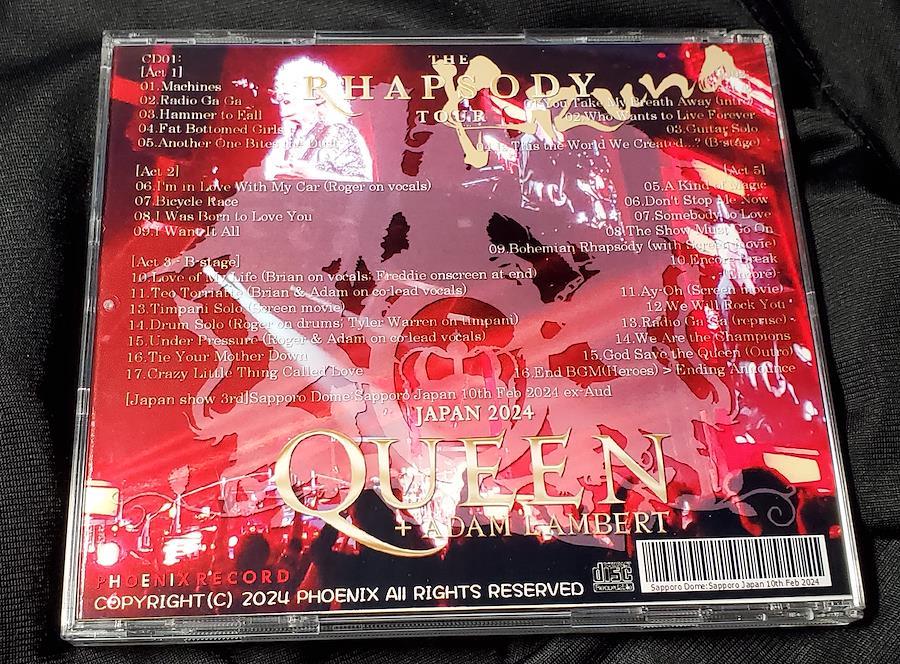 THE
RHAPSODY
TOUR
CD01:
[Act 1]
01.Machines
02.Radio Ga Ga
03.Hammer to Fall
04.Fat Bottomed Girls
05.Another One Bites the Dust
[Act 2]
06.I'm in Love With My Car (Roger on vocals)
07.Bicycle Race
08.I Was Born to Love You
09.I Want It All
[Act 3 - B-stage]
10.Love of My Life (Brian on vocals; Freddie onscreen at end)
11.Teo Torriatte (Brian & Adam on co-lead vocals)
13.Timpani Solo (Screen movie)
14.Drum Solo (Roger on drums; Tyler Warren on timpani)
15.Under Pressure (Roger & Adam on co-lead vocals)
16.Tie Your Mother Down
17.Crazy Little Thing Called Love
01.You Take My Breath Away (intro)
02.Who Wants to Live Forever
03.Guitar Solo
04.Is This the World We Created...? (B-stage)
[Act 5]
05.A Kind of Magic
06.Don't Stop Me Now
07.Somebody to Love
08.The Show Must Go On
09.Bohemian Rhapsody (with Screen movie)
10.Encore Break
-[Encore]-
11.Ay-Oh (Screen movie)
12.We Will Rock You
13.Radio Ga Ga (reprise)
14.We Are the Champions
15.God Save the Queen (Outro)
16.End BGM(Heroes) > Ending Announce
[Japan show 3rd]Sapporo Dome:Sapporo Japan 10th Feb 2024 ex-Aud
JAPAN 2024
QUEEN
+ ADAM LAMBERT
PHOENIX RECORD
COPYRIGHT(C) 2024 PHOENIX All RIGHTS RESERVED
disc
Sapporo Dome:Sapporo Japan 10th Feb 2024